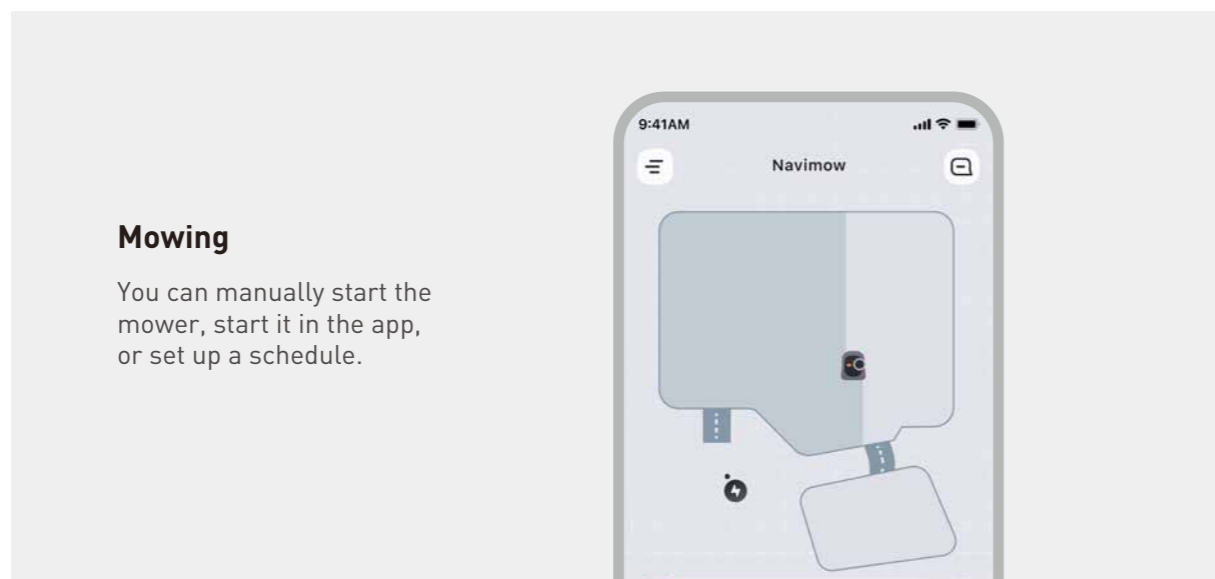 Mowing
You can manually start the
mower, start it in the app,
or set up a schedule.
9:41AM
Navimow